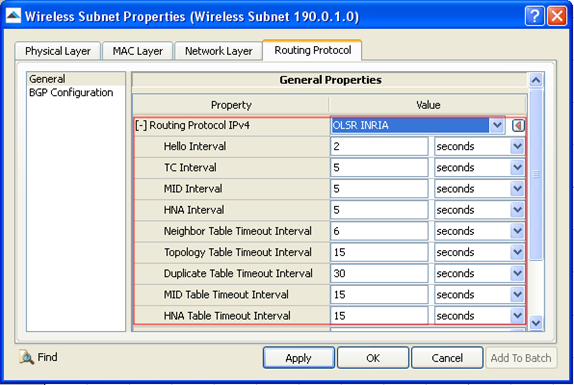 Wireless Subnet Properties (Wireless Subnet 190.0.1.0)
Physical Layer MAC Layer Network Layer Routing Protocol
General
BGP Configuration
General Properties
Property Value
[-] Routing Protocol IPv4 OLSR INRIA
Hello Interval 2 seconds
TC Interval 5 seconds
MID Interval 5 seconds
HNA Interval 5 seconds
Neighbor Table Timeout Interval 6 seconds
Topology Table Timeout Interval 15 seconds
Duplicate Table Timeout Interval 30 seconds
MID Table Timeout Interval 15 seconds
HNA Table Timeout Interval 15 seconds
Find Apply OK Cancel Add To Batch